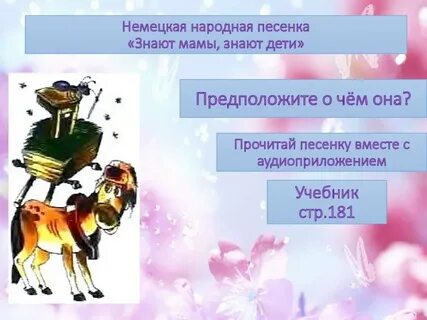 Немецкая народная песенка
«Знают мамы, знают дети»
Предположите о чём она?
Прочитай песенку вместе с
аудиоприложением
Учебник
стр.181